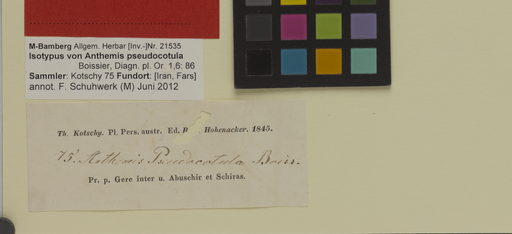 M-Bamberg Allgem. Herbar [Inv.-]Nr. 21535
Isotypus von Anthemis pseudocotula
Boissier, Diagn. pl. Or. 1,6: 86
Sammler: Kotschy 75 Fundort: [Iran, Fars]
annot. F. Schuhwerk (M) Juni 2012
Th. Kotschy. Pl. Pers. austr. Ed. R. Hohenacker. 1845.
75. Anthemis Pseudocotula Boiss.
Pr. p. Gere inter u. Abuschir et Schiras.